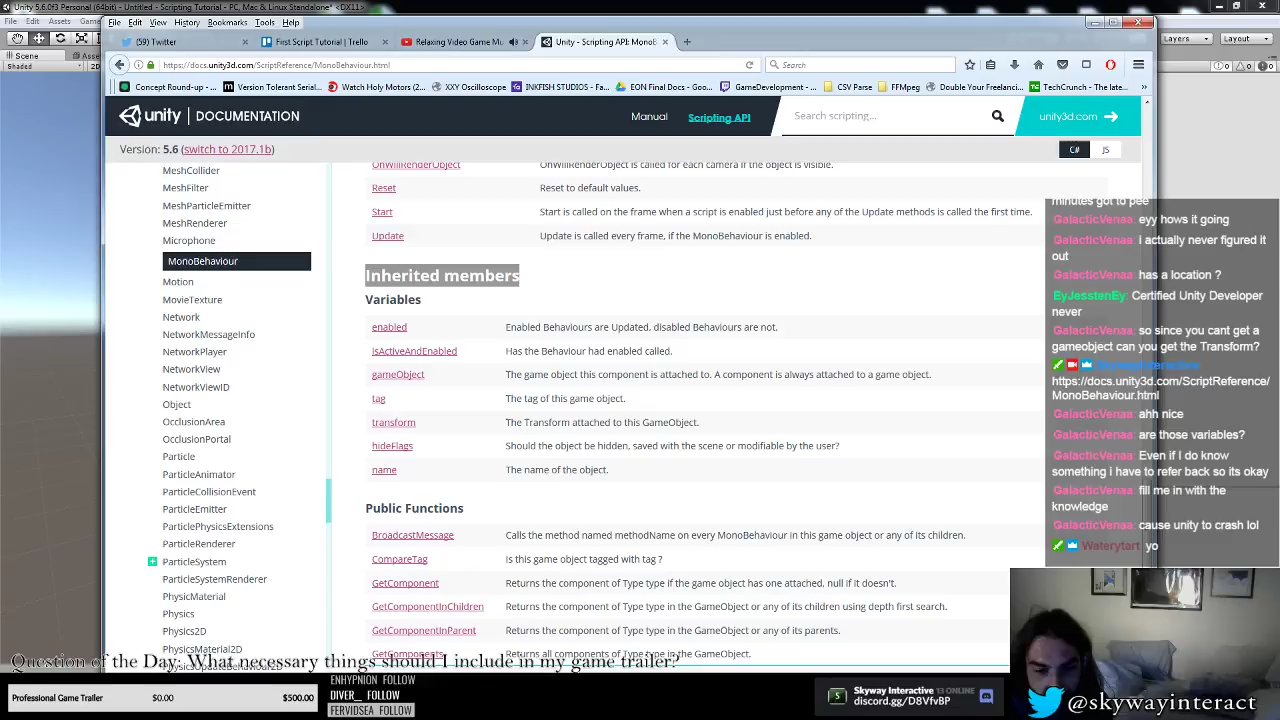 Unity 5.6.0f3 Personal (64bit) - Untitled - Scripting Tutorial - PC, Mac & Linux Standalone* <DX11>
File Edit Assets
File Edit View History Bookmarks Tools Help
Scene
Shaded
Layers Layout
(59) Twitter
First Script Tutorial | Trello
Relaxing Video Game Mu
Unity - Scripting API: MonoB
https://docs.unity3d.com/ScriptReference/MonoBehaviour.html
Search
Concept Round-up - ... Version Tolerant Seri... Watch Holy Motors (2... XXY Oscilloscope INKFISH STUDIOS - Fa... EON Final Docs - Goo... GameDevelopment - ... CSV Parse FFMpeg Double Your Freelanci... TechCrunch - The late...
unity | DOCUMENTATION
Manual Scripting API
Search scripting...
unity3d.com
Version: 5.6 (switch to 2017.1b)
C# JS
MeshCollider
MeshFilter
MeshParticleEmitter
MeshRenderer
Microphone
MonoBehaviour
Motion
MovieTexture
Network
NetworkMessageInfo
NetworkPlayer
NetworkView
NetworkViewID
Object
OcclusionArea
OcclusionPortal
Particle
ParticleAnimator
ParticleCollisionEvent
ParticleEmitter
ParticlePhysicsExtensions
ParticleRenderer
ParticleSystem
ParticleSystemRenderer
PhysicMaterial
Physics
Physics2D
PhysicsMaterial2D
OnWillRenderObject OnWillRenderObject is called for each camera if the object is visible.
Reset Reset to default values.
Start Start is called on the frame when a script is enabled just before any of the Update methods is called the first time.
Update Update is called every frame, if the MonoBehaviour is enabled.
Inherited members
Variables
enabled Enabled Behaviours are Updated, disabled Behaviours are not.
isActiveAndEnabled Has the Behaviour had enabled called.
gameObject The game object this component is attached to. A component is always attached to a game object.
tag The tag of this game object.
transform The Transform attached to this GameObject.
hideFlags Should the object be hidden, saved with the scene or modifiable by the user?
name The name of the object.
Public Functions
BroadcastMessage Calls the method named methodName on every MonoBehaviour in this game object or any of its children.
CompareTag Is this game object tagged with tag ?
GetComponent Returns the component of Type type if the game object has one attached, null if it doesn't.
GetComponentInChildren Returns the component of Type type in the GameObject or any of its children using depth first search.
GetComponentInParent Returns the component of Type type in the GameObject or any of its parents.
GetComponents Returns all components of Type type in the GameObject.
minutes got to pee
GalacticVenaa: eyy hows it going
GalacticVenaa: I actually never figured it
out
GalacticVenaa: has a location ?
EyJesstenEy: Certified Unity Developer
never
GalacticVenaa: so since you cant get a
gameobject can you get the Transform?
SkywayInteractive:
https://docs.unity3d.com/ScriptReference/
MonoBehaviour.html
GalacticVenaa: ahh nice
GalacticVenaa: are those variables?
GalacticVenaa: Even if I do know
something i have to refer back so its okay
GalacticVenaa: fill me in with the
knowledge
GalacticVenaa: cause unity to crash lol
Waterytart: yo
Question of the Day: What necessary things should I include in my game trailer?
Professional Game Trailer $0.00 $500.00
ENHYPNION FOLLOW
DIVER__ FOLLOW
FERVIDSEA FOLLOW
S Skyway Interactive 13 ONLINE
discord.gg/D8VfvBP
@skywayinteract